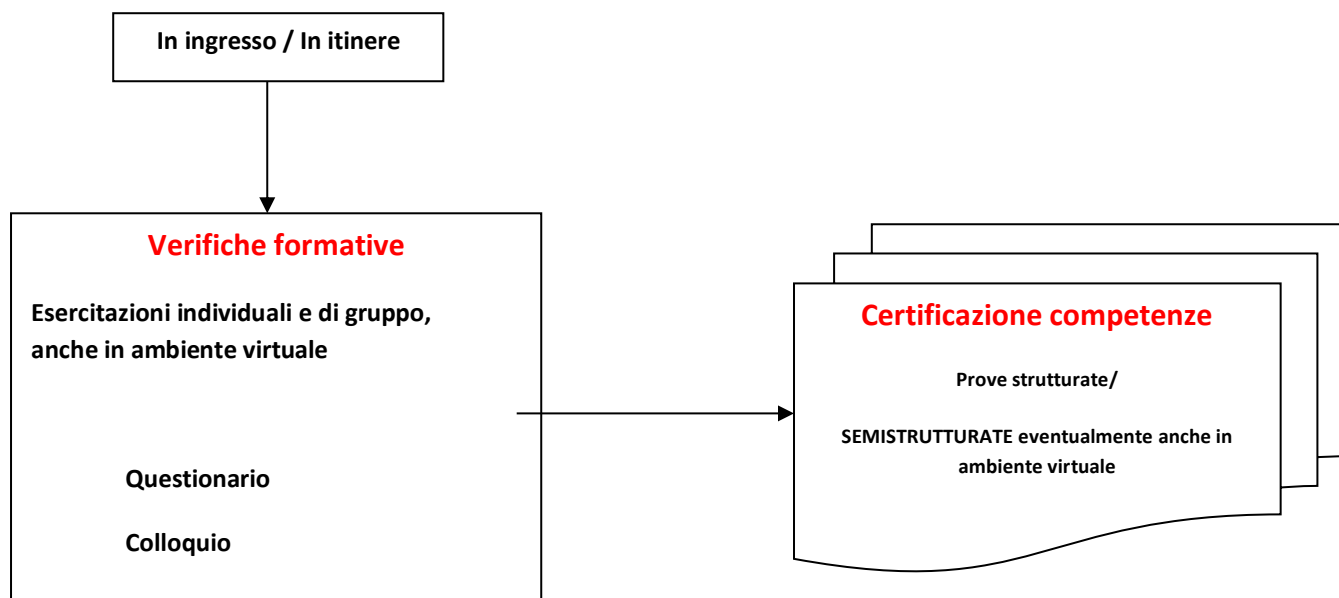 In ingresso / In itinere
Verifiche formative
Esercitazioni individuali e di gruppo,
anche in ambiente virtuale
Questionario
Colloquio
Certificazione competenze
Prove strutturate/
SEMISTRUTTURATE eventualmente anche in
ambiente virtuale